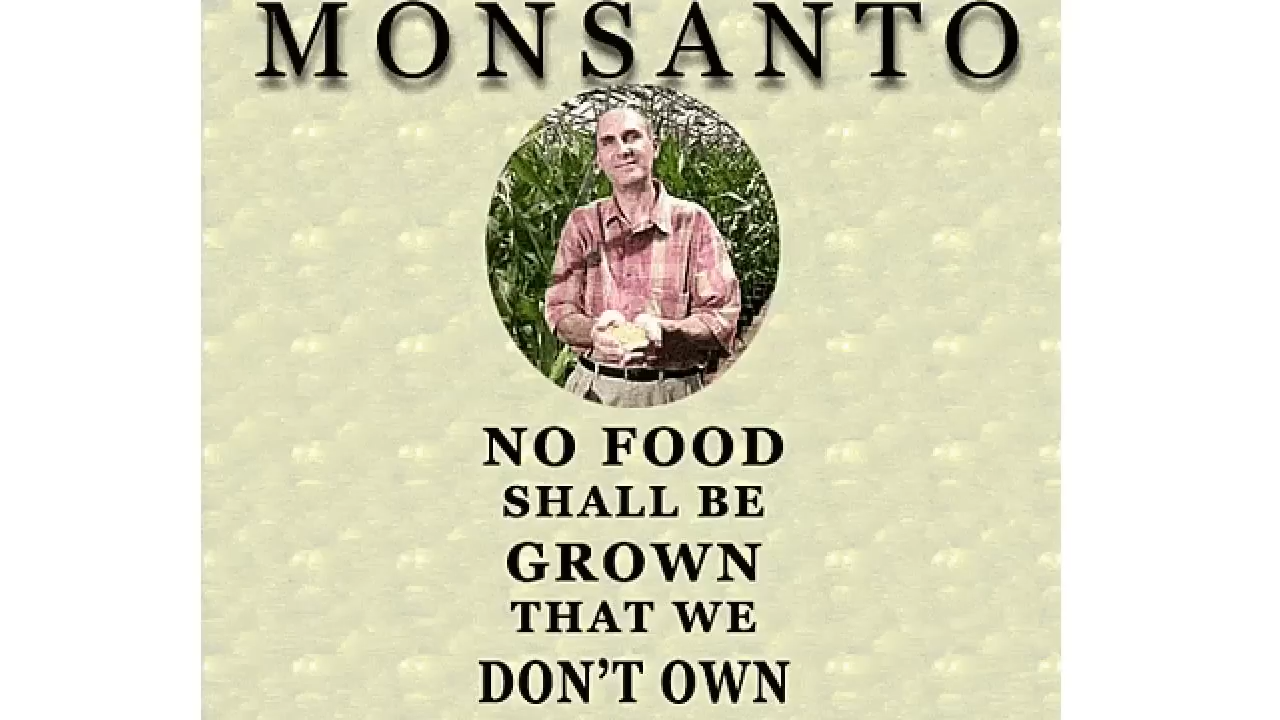 MONSANTO
NO FOOD
SHALL BE
GROWN
THAT WE
DON'T OWN